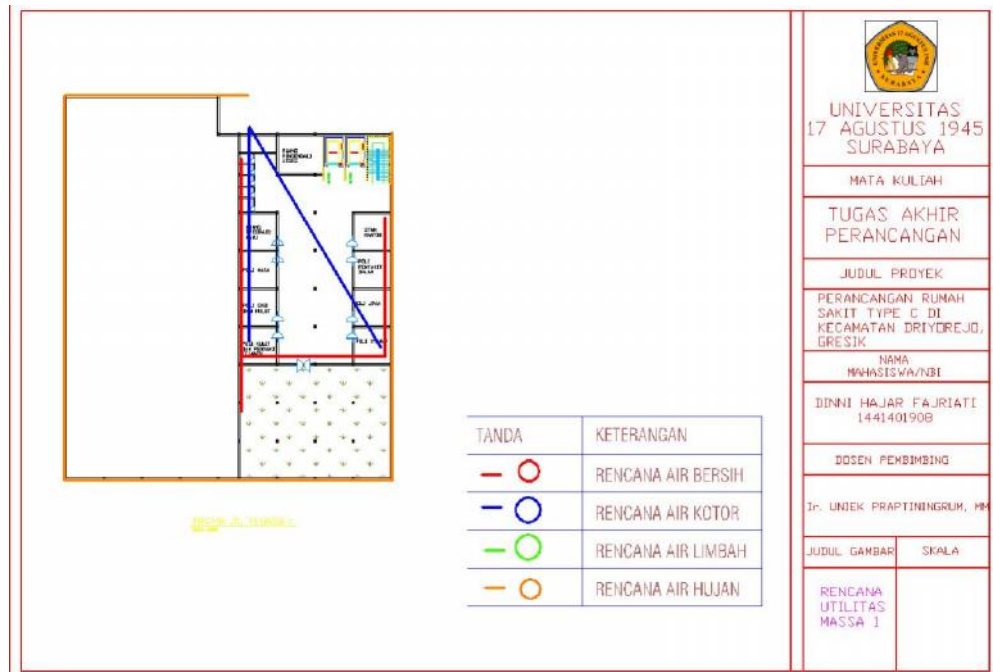 POLI MATA
TANDA
KETERANGAN
RENCANA AIR BERSIH
RENCANA AIR KOTOR
RENCANA AIR LIMBAH
RENCANA AIR HUJAN
UNIVERSITAS
17 AGUSTUS 1945
SURABAYA
MATA KULIAH
TUGAS AKHIR
PERANCANGAN
JUDUL PROYEK
PERANCANGAN RUMAH
SAKIT TYPE C DI
KECAMATAN DRIYOREJO,
GRESIK
NAMA
MAHASISWA/NBI
DINNI HAJAR FAJRIATI
1441401908
DOSEN PEMBIMBING
Ir. UNIEK PRAPTININGRUM, MM
JUDUL GAMBAR
SKALA
RENCANA
UTILITAS
MASSA 1